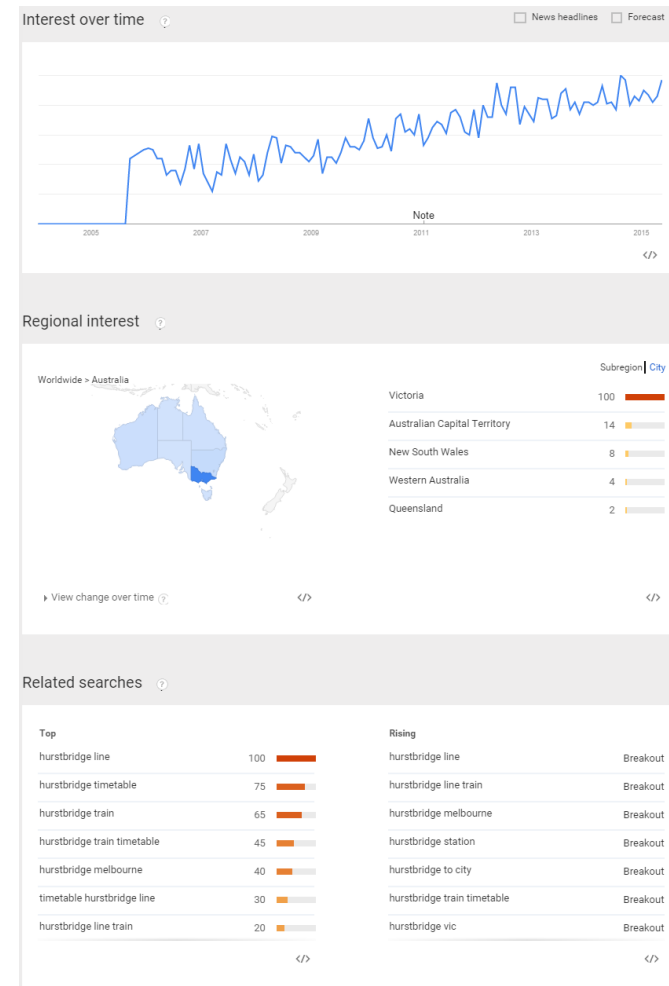 Interest over time ?
News headlines Forecast
Note
2005 2007 2009 2011 2013 2015
</>
Regional interest ?
Subregion City
Worldwide > Australia
Victoria 100
Australian Capital Territory 14
New South Wales 8
Western Australia 4
Queensland 2
View change over time ? </> </>
Related searches ?
Top Rising
hurstbridge line 100 hurstbridge line Breakout
hurstbridge timetable 75 hurstbridge line train Breakout
hurstbridge train 65 hurstbridge melbourne Breakout
hurstbridge train timetable 45 hurstbridge station Breakout
hurstbridge melbourne 40 hurstbridge to city Breakout
timetable hurstbridge line 30 hurstbridge train timetable Breakout
hurstbridge line train 20 hurstbridge vic Breakout
</> </>